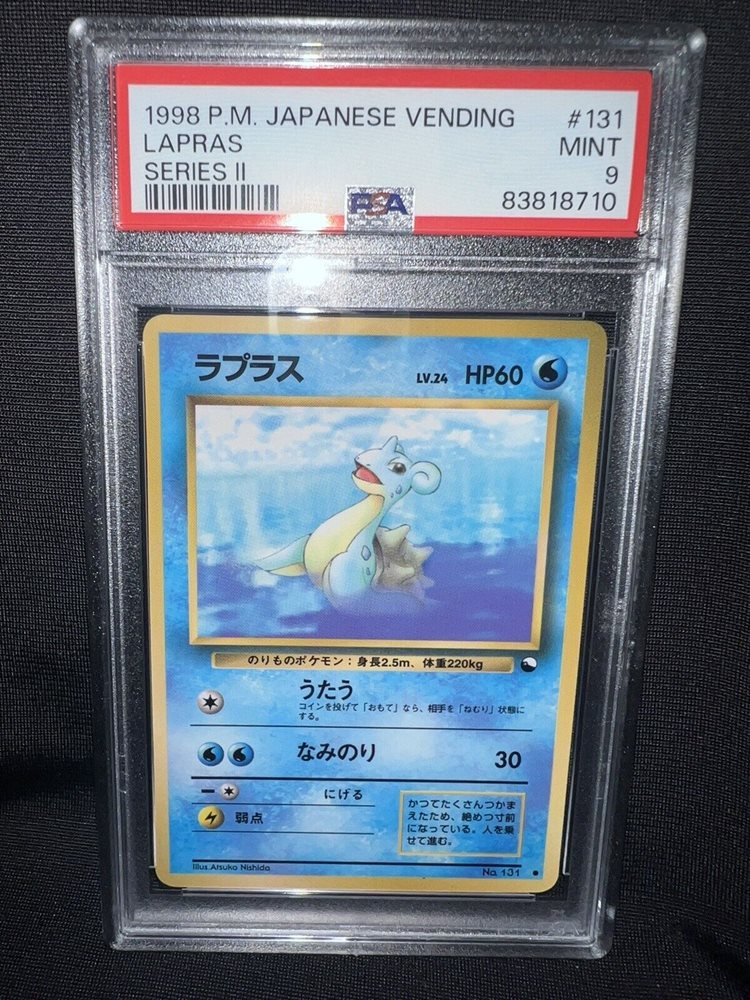 1998 P.M. JAPANESE VENDING #131
LAPRAS MINT
SERIES II 9
PSA 83818710
ラプラス LV.24 HP60
のりものポケモン：身長2.5m、体重220kg
うたう
コインを投げて「おもて」なら、相手を「ねむり」状態に
する。
なみのり 30
にげる
弱点
かつてたくさんつかま
えたため、絶めつ寸前
になっている。人を乗
せて進む。
Illus.Atsuko Nishida No. 131